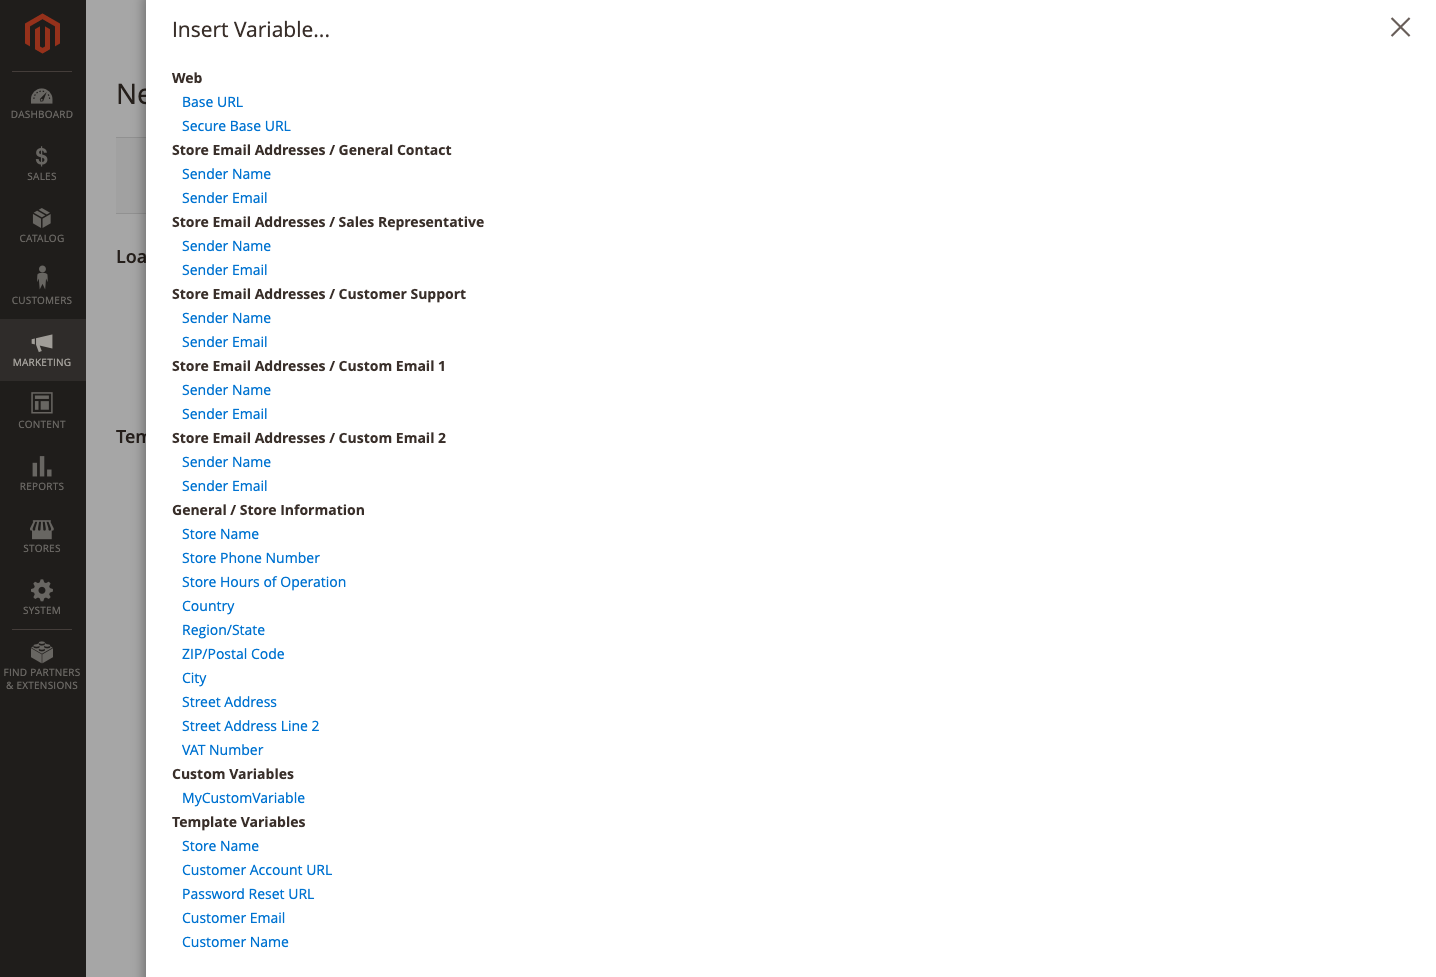 DASHBOARD
SALES
CATALOG
CUSTOMERS
MARKETING
CONTENT
REPORTS
STORES
SYSTEM
FIND PARTNERS
& EXTENSIONS
Insert Variable...
Web
Base URL
Secure Base URL
Store Email Addresses / General Contact
Sender Name
Sender Email
Store Email Addresses / Sales Representative
Sender Name
Sender Email
Store Email Addresses / Customer Support
Sender Name
Sender Email
Store Email Addresses / Custom Email 1
Sender Name
Sender Email
Store Email Addresses / Custom Email 2
Sender Name
Sender Email
General / Store Information
Store Name
Store Phone Number
Store Hours of Operation
Country
Region/State
ZIP/Postal Code
City
Street Address
Street Address Line 2
VAT Number
Custom Variables
MyCustomVariable
Template Variables
Store Name
Customer Account URL
Password Reset URL
Customer Email
Customer Name